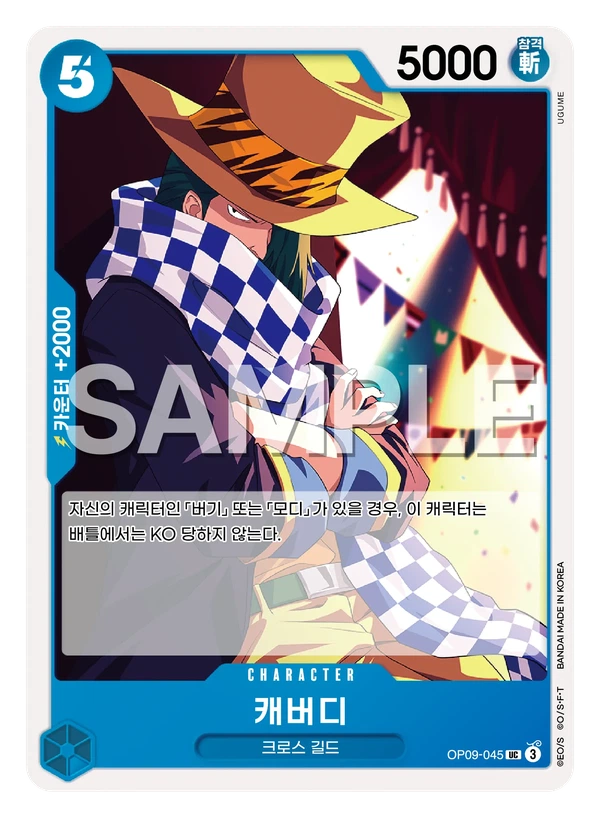 5
5000
참격
斬
UGUME
⚡카운터 +2000
SAMPLE
자신의 캐릭터인 「버기」 또는 「모디」가 있을 경우, 이 캐릭터는
배틀에서는 KO 당하지 않는다.
CHARACTER
캐버디
크로스 길드
OP09-045 UC 3
©EO/S ©O/S·F·T BANDAI MADE IN KOREA